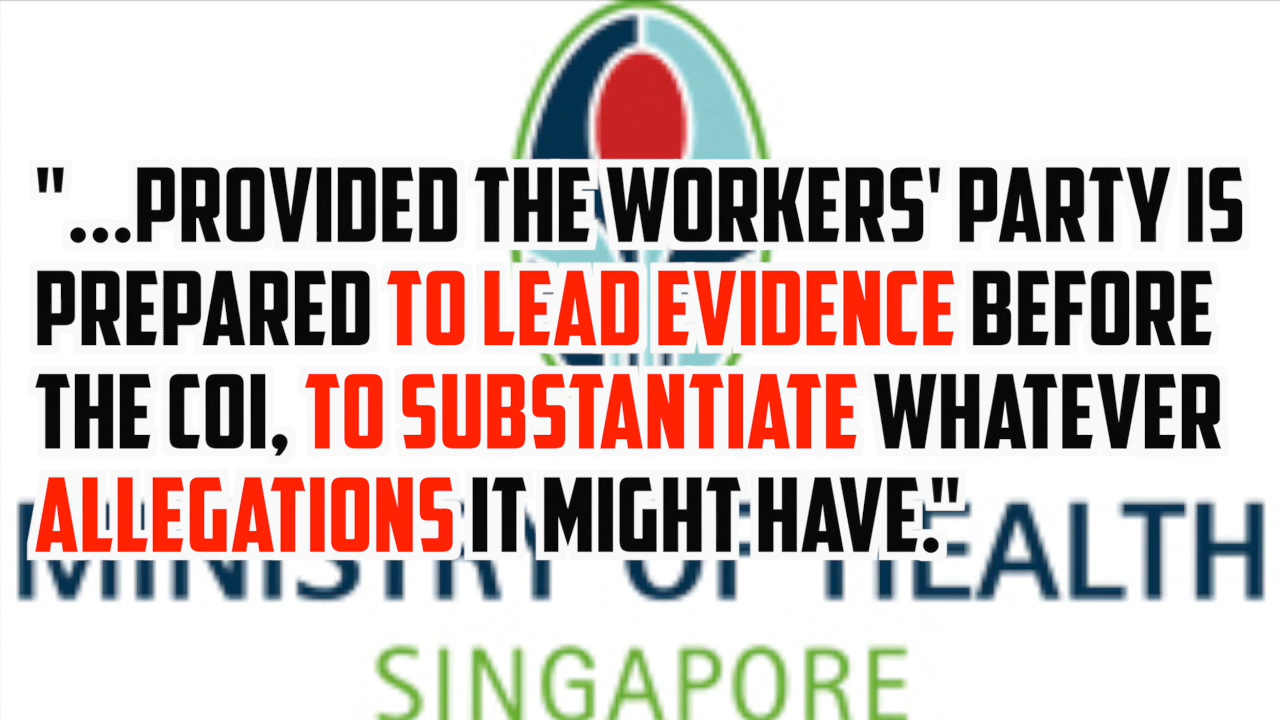 "...PROVIDED THE WORKERS' PARTY IS
PREPARED TO LEAD EVIDENCE BEFORE
THE COI, TO SUBSTANTIATE WHATEVER
ALLEGATIONS IT MIGHT HAVE."
MINISTRY OF HEALTH
SINGAPORE